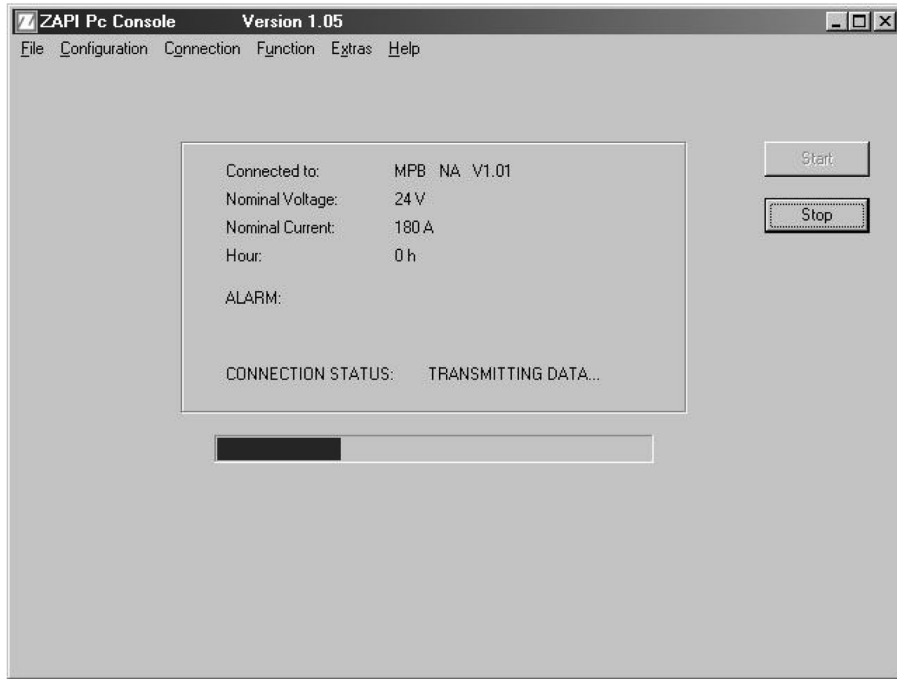 ZAPI Pc Console Version 1.05
File Configuration Connection Function Extras Help
Start
Connected to: MPB NA V1.01
Nominal Voltage: 24 V
Stop
Nominal Current: 180 A
Hour: 0 h
ALARM:
CONNECTION STATUS: TRANSMITTING DATA...